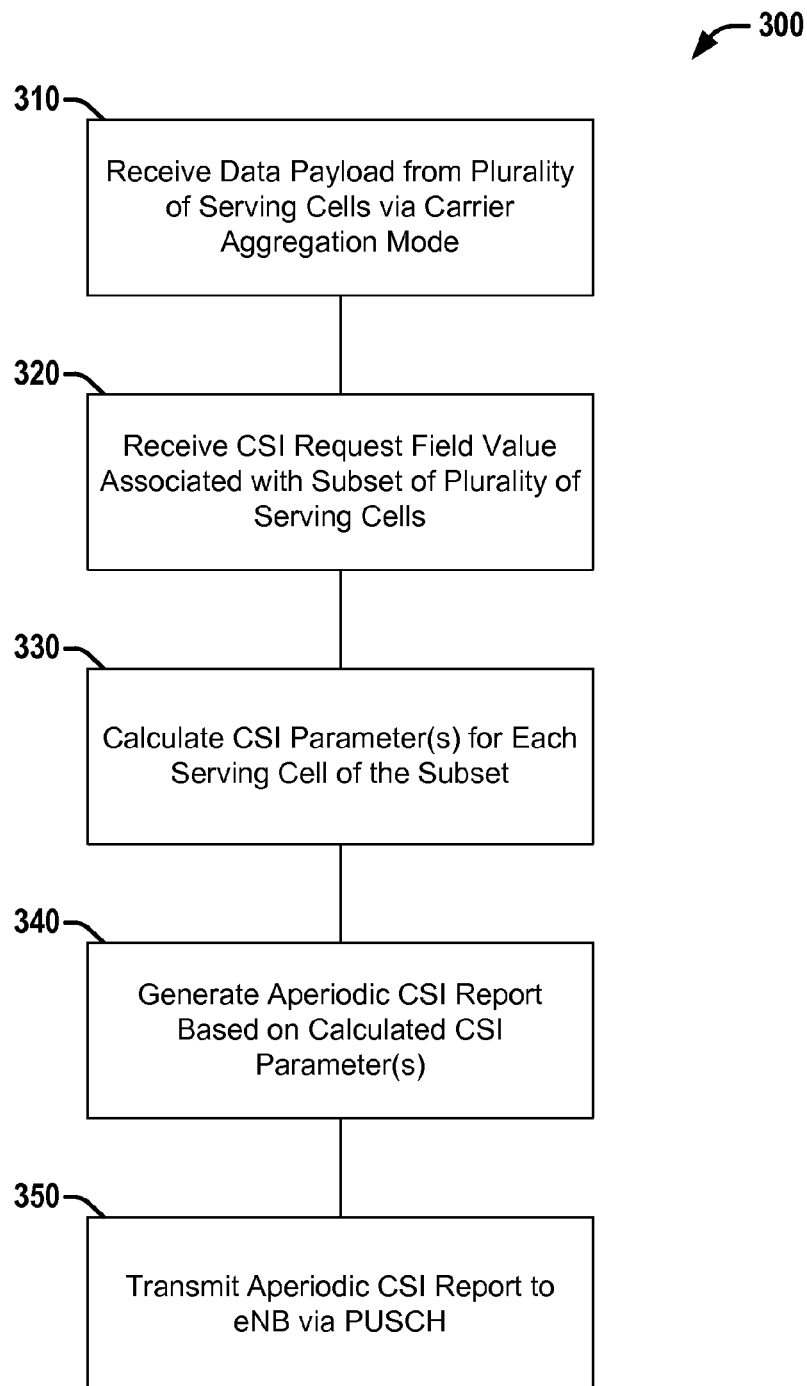 300
310
Receive Data Payload from Plurality
of Serving Cells via Carrier
Aggregation Mode
320
Receive CSI Request Field Value
Associated with Subset of Plurality of
Serving Cells
330
Calculate CSI Parameter(s) for Each
Serving Cell of the Subset
340
Generate Aperiodic CSI Report
Based on Calculated CSI
Parameter(s)
350
Transmit Aperiodic CSI Report to
eNB via PUSCH